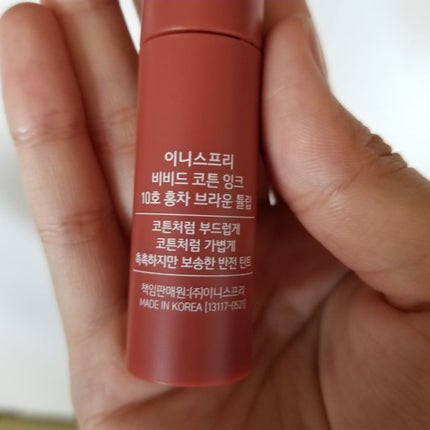 이니스프리
비비드 코튼 잉크
10호 홍차 브라운 튤립
코튼처럼 부드럽게
코튼처럼 가볍게
촉촉하지만 보송한 반전 틴트
책임판매원:(주)이니스프리
MADE IN KOREA [13117-0521]